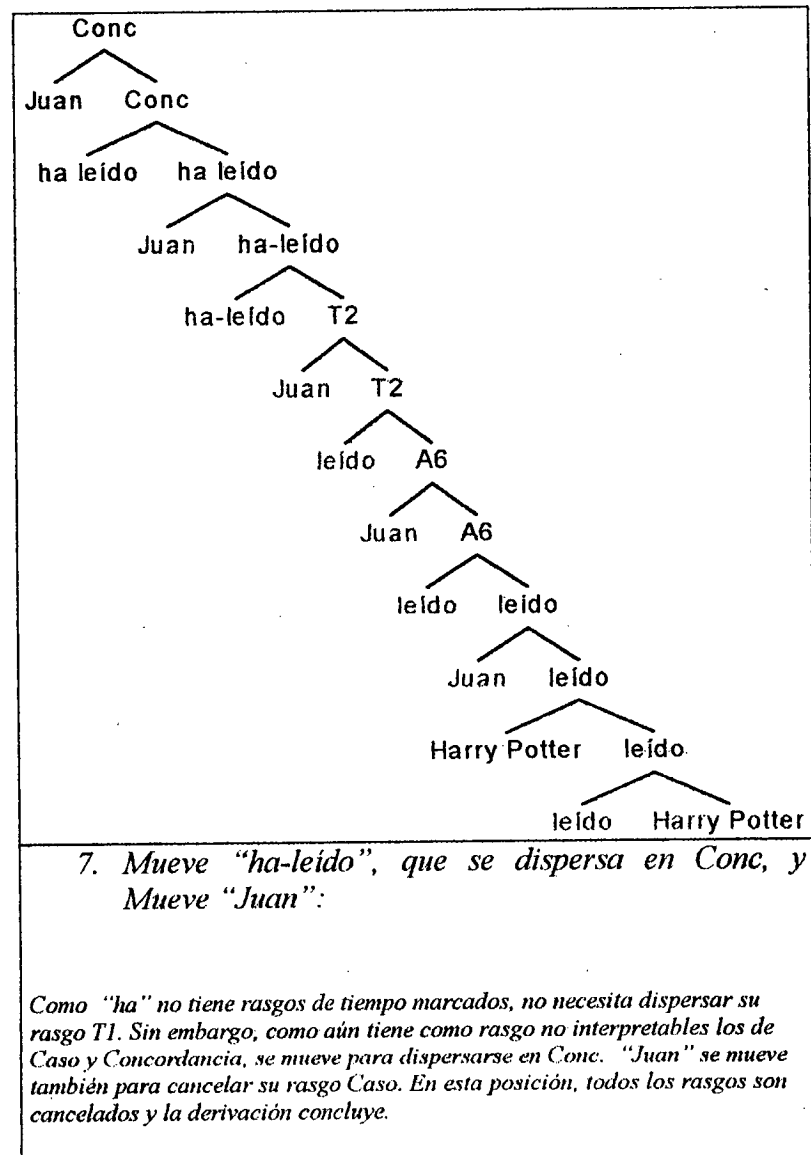 Conc
Juan Conc
ha leído ha leído
Juan ha-leído
ha-leído T2
Juan T2
leído A6
Juan A6
leído leído
Juan leído
Harry Potter leído
leído Harry Potter
7. Mueve “ha-leído”, que se dispersa en Conc, y
Mueve “Juan”:
Como “ha” no tiene rasgos de tiempo marcados, no necesita dispersar su
rasgo T1. Sin embargo, como aún tiene como rasgo no interpretables los de
Caso y Concordancia, se mueve para dispersarse en Conc. “Juan” se mueve
también para cancelar su rasgo Caso. En esta posición, todos los rasgos son
cancelados y la derivación concluye.